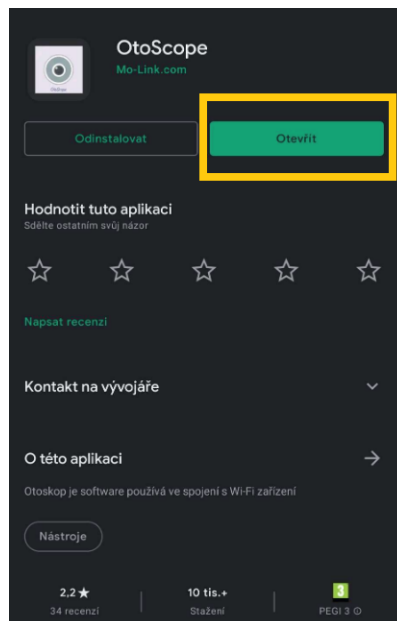 OtoScope
Mo-Link.com
Odinstalovat
Otevřít
Hodnotit tuto aplikaci
Sdělte ostatním svůj názor
Napsat recenzi
Kontakt na vývojáře
O této aplikaci
Otoskop je software používá ve spojení s Wi-Fi zařízení
Nástroje
2,2★ 10 tis.+ 3
34 recenzí Stažení PEGI 3